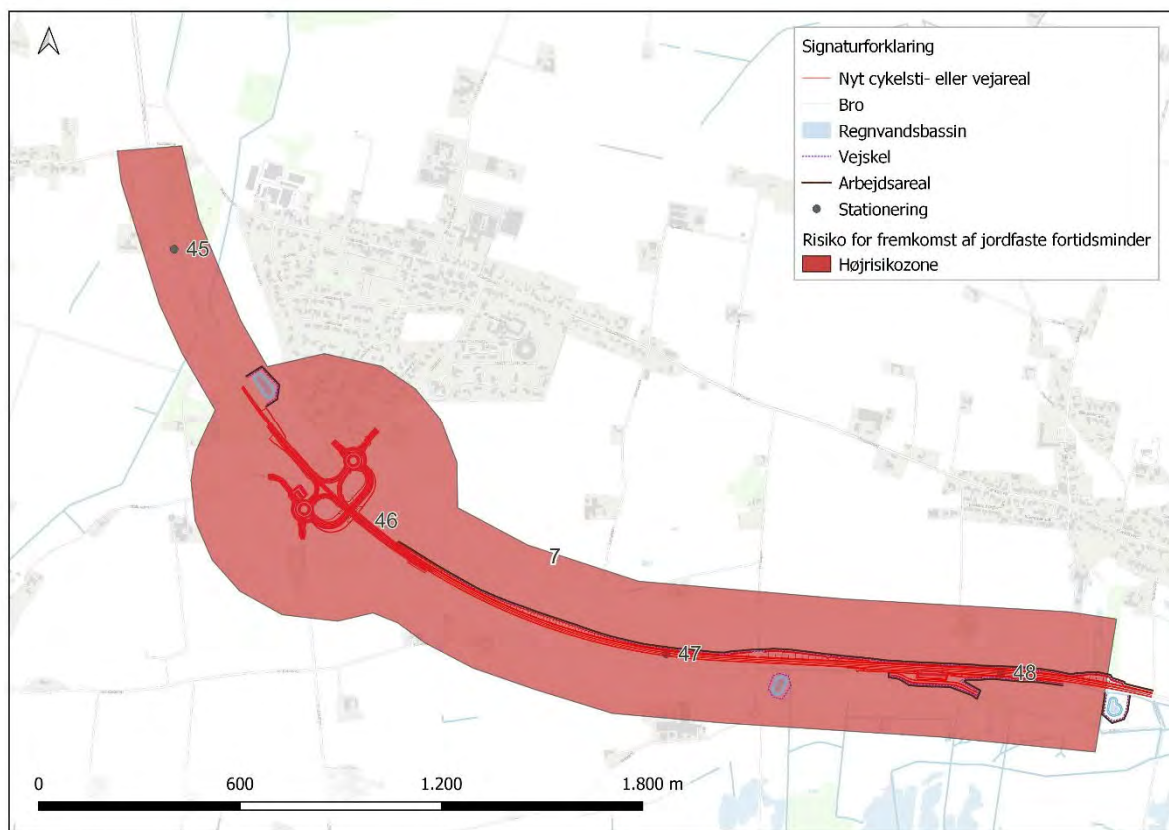 Signaturforklaring
Nyt cykelsti- eller vejareal
Bro
Regnvandsbassin
Vejskel
Arbejdsareal
Stationering
Risiko for fremkomst af jordfaste fortidsminder
Højrisikozone
45
46
7
47
48
0 600 1.200 1.800 m